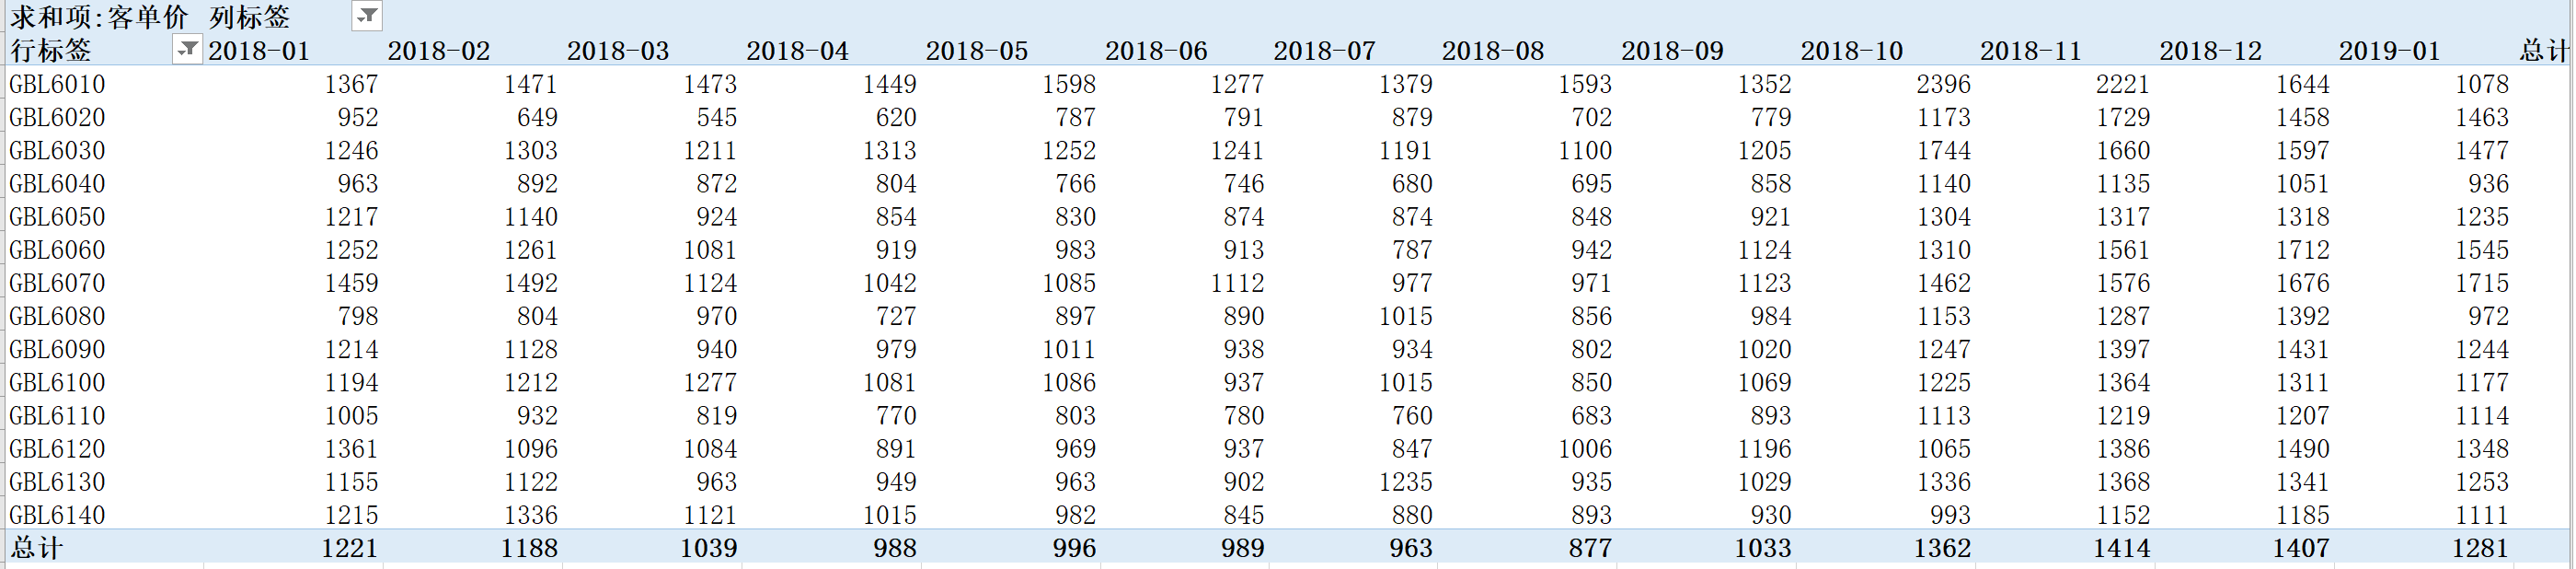 求和项:客单价 列标签
行标签 2018-01 2018-02 2018-03 2018-04 2018-05 2018-06 2018-07 2018-08 2018-09 2018-10 2018-11 2018-12 2019-01 总计
GBL6010 1367 1471 1473 1449 1598 1277 1379 1593 1352 2396 2221 1644 1078
GBL6020 952 649 545 620 787 791 879 702 779 1173 1729 1458 1463
GBL6030 1246 1303 1211 1313 1252 1241 1191 1100 1205 1744 1660 1597 1477
GBL6040 963 892 872 804 766 746 680 695 858 1140 1135 1051 936
GBL6050 1217 1140 924 854 830 874 874 848 921 1304 1317 1318 1235
GBL6060 1252 1261 1081 919 983 913 787 942 1124 1310 1561 1712 1545
GBL6070 1459 1492 1124 1042 1085 1112 977 971 1123 1462 1576 1676 1715
GBL6080 798 804 970 727 897 890 1015 856 984 1153 1287 1392 972
GBL6090 1214 1128 940 979 1011 938 934 802 1020 1247 1397 1431 1244
GBL6100 1194 1212 1277 1081 1086 937 1015 850 1069 1225 1364 1311 1177
GBL6110 1005 932 819 770 803 780 760 683 893 1113 1219 1207 1114
GBL6120 1361 1096 1084 891 969 937 847 1006 1196 1065 1386 1490 1348
GBL6130 1155 1122 963 949 963 902 1235 935 1029 1336 1368 1341 1253
GBL6140 1215 1336 1121 1015 982 845 880 893 930 993 1152 1185 1111
总计 1221 1188 1039 988 996 989 963 877 1033 1362 1414 1407 1281